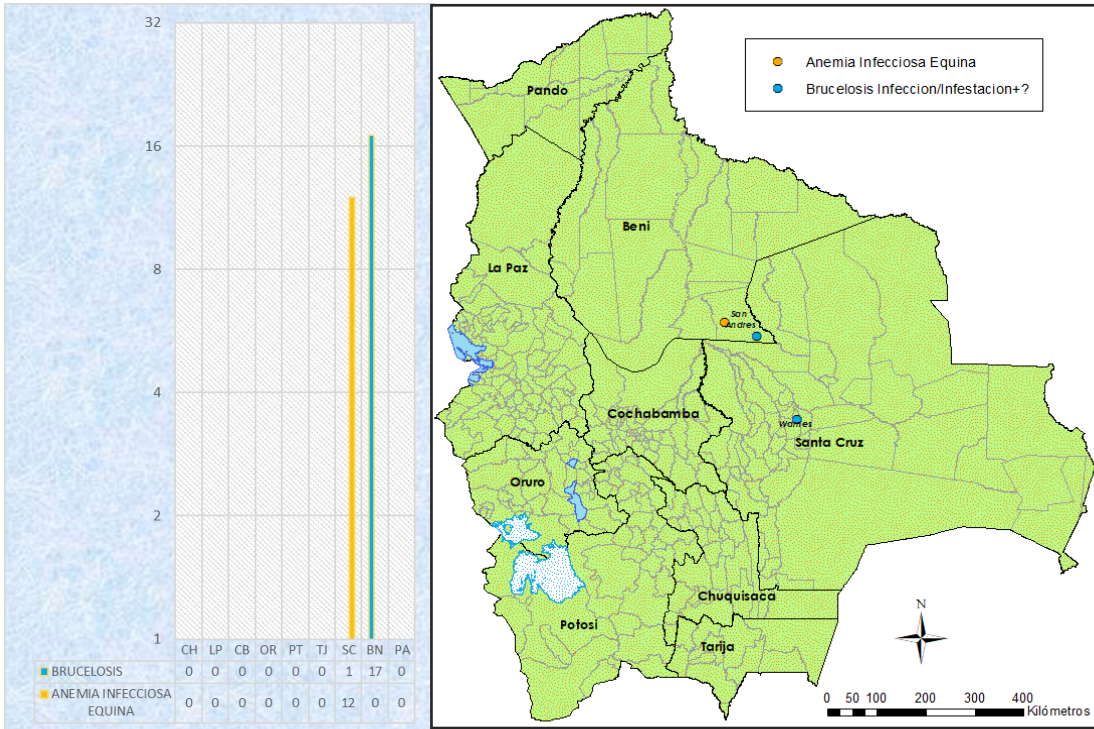 32
16
8
4
2
1
CH LP CB OR PT TJ SC BN PA
BRUCELOSIS 0 0 0 0 0 0 1 17 0
ANEMIA INFECCIOSA
EQUINA 0 0 0 0 0 0 12 0 0
Anemia Infecciosa Equina
Brucelosis Infeccion/Infestacion+?
Pando
Beni
La Paz
San
Andres
Cochabamba
Warnes
Santa Cruz
Oruro
Chuquisaca
Potosi
Tarija
N
0 50 100 200 300 400
Kilómetros